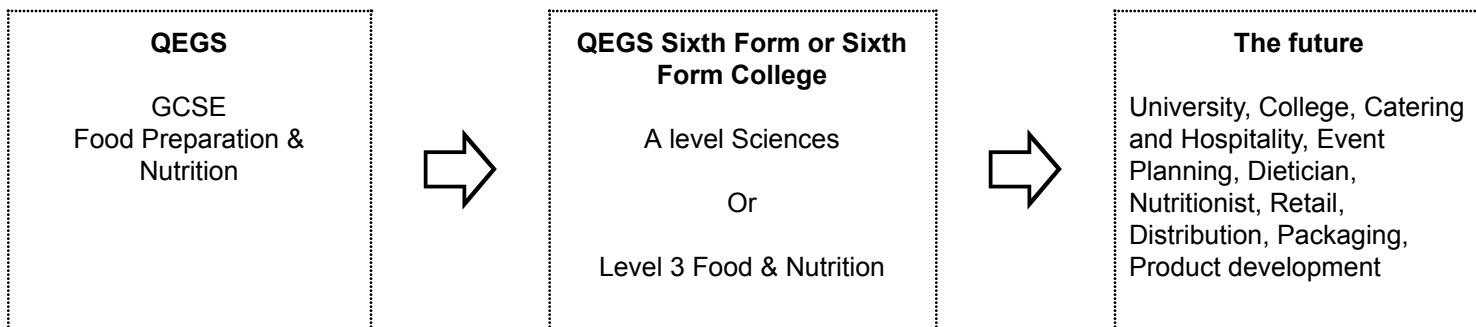 QEGS
GCSE
Food Preparation &
Nutrition
QEGS Sixth Form or Sixth
Form College
A level Sciences
Or
Level 3 Food & Nutrition
The future
University, College, Catering
and Hospitality, Event
Planning, Dietician,
Nutritionist, Retail,
Distribution, Packaging,
Product development